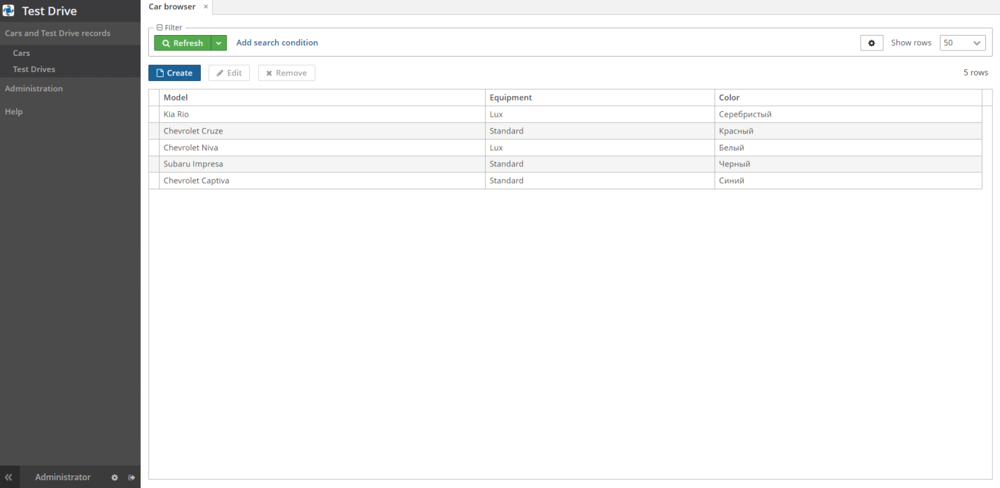 Test Drive
Cars and Test Drive records
Cars
Test Drives
Administration
Help
Administrator
Car browser
Filter
Refresh Add search condition Show rows 50
Create Edit Remove 5 rows
Model Equipment Color
Kia Rio Lux Серебристый
Chevrolet Cruze Standard Красный
Chevrolet Niva Lux Белый
Subaru Impresa Standard Черный
Chevrolet Captiva Standard Синий